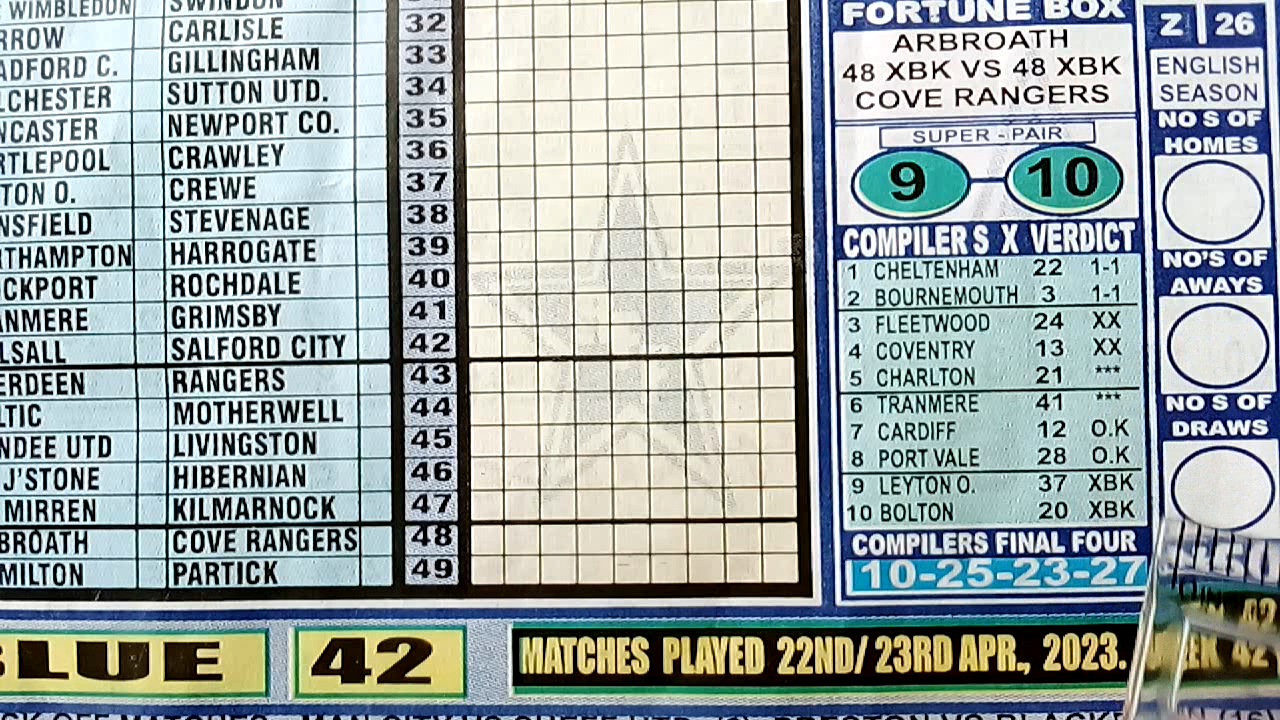 WIMBLEDON SWINDON
RROW CARLISLE 32
ADFORD C. GILLINGHAM 33
LCHESTER SUTTON UTD. 34
NCASTER NEWPORT CO. 35
RTLEPOOL CRAWLEY 36
TON O. CREWE 37
NSFIELD STEVENAGE 38
RTHAMPTON HARROGATE 39
CKPORT ROCHDALE 40
ANMERE GRIMSBY 41
LSALL SALFORD CITY 42
ERDEEN RANGERS 43
LTIC MOTHERWELL 44
NDEE UTD LIVINGSTON 45
J'STONE HIBERNIAN 46
MIRREN KILMARNOCK 47
BROATH COVE RANGERS 48
MILTON PARTICK 49
FORTUNE BOX
ARBROATH
48 XBK VS 48 XBK
COVE RANGERS
SUPER - PAIR
9 - 10
COMPILER S X VERDICT
1 CHELTENHAM 22 1-1
2 BOURNEMOUTH 3 1-1
3 FLEETWOOD 24 XX
4 COVENTRY 13 XX
5 CHARLTON 21 ***
6 TRANMERE 41 ***
7 CARDIFF 12 O.K
8 PORT VALE 28 O.K
9 LEYTON O. 37 XBK
10 BOLTON 20 XBK
COMPILERS FINAL FOUR
10-25-23-27
Z 26
ENGLISH
SEASON
NO S OF
HOMES
NO'S OF
AWAYS
NO S OF
DRAWS
LUE 42 MATCHES PLAYED 22ND/ 23RD APR., 2023.